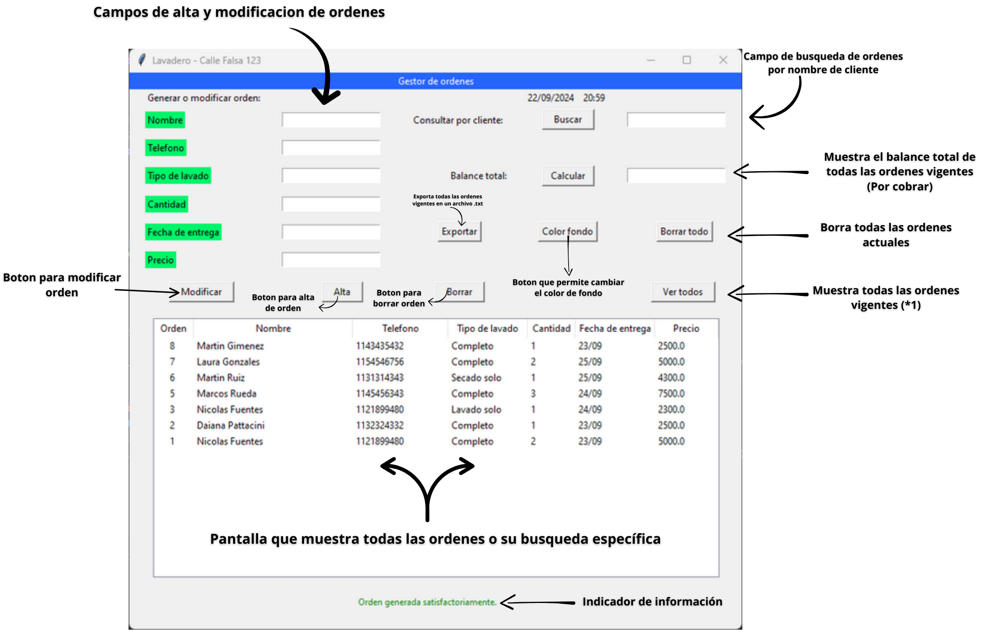 Campos de alta y modificacion de ordenes
Lavadero - Calle Falsa 123
Campo de busqueda de ordenes
por nombre de cliente
Gestor de ordenes
Generar o modificar orden:
22/09/2024 20:59
Nombre
Consultar por cliente:
Buscar
Telefono
Tipo de lavado
Balance total:
Calcular
Muestra el balance total de
todas las ordenes vigentes
(Por cobrar)
Cantidad
Exporta todas las ordenes
vigentes en un archivo .txt
Fecha de entrega
Exportar
Color fondo
Borrar todo
Borra todas las ordenes
actuales
Precio
Boton para modificar
orden
Modificar
Boton para alta
de orden
Alta
Boton para
borrar orden
Borrar
Boton que permite cambiar
el color de fondo
Ver todos
Muestra todas las ordenes
vigentes (*1)
Orden Nombre Telefono Tipo de lavado Cantidad Fecha de entrega Precio
8 Martin Gimenez 1143435432 Completo 1 23/09 2500.0
7 Laura Gonzales 1154546756 Completo 2 25/09 5000.0
6 Martin Ruiz 1131314343 Secado solo 1 25/09 4300.0
5 Marcos Rueda 1145456343 Completo 3 24/09 7500.0
3 Nicolas Fuentes 1121899480 Lavado solo 1 24/09 2300.0
2 Daiana Pattacini 1132324332 Completo 1 23/09 2500.0
1 Nicolas Fuentes 1121899480 Completo 2 23/09 5000.0
Pantalla que muestra todas las ordenes o su busqueda específica
Orden generada satisfactoriamente.
Indicador de información